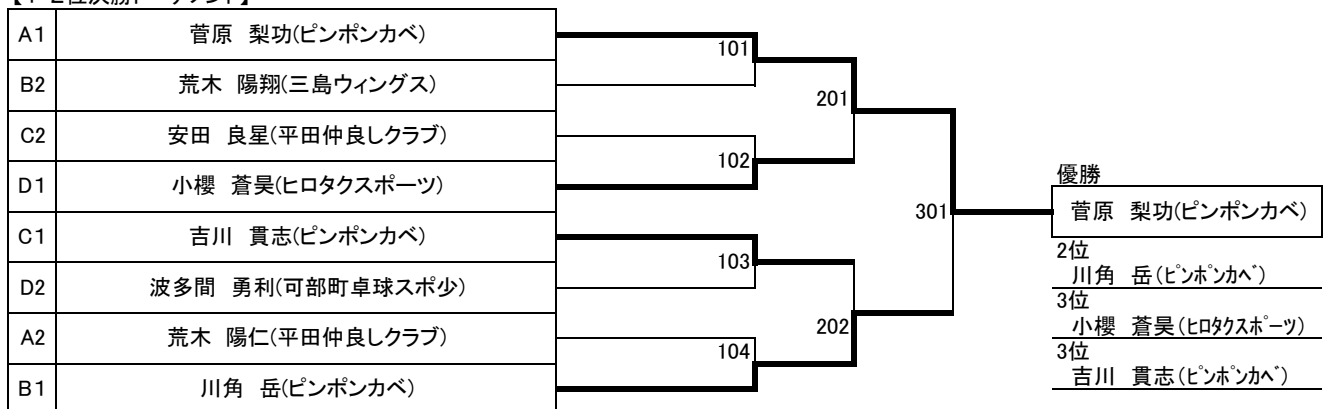 A1 菅原 梨功(ピンポンカベ)
101
B2 荒木 陽翔(三島ウィングス)
201
C2 安田 良星(平田仲良しクラブ)
102
D1 小櫻 蒼昊(ヒロタクスポーツ)
優勝
301
菅原 梨功(ピンポンカベ)
C1 吉川 貫志(ピンポンカベ)
103
2位
川角 岳(ﾋﾟﾝﾎﾟﾝｶﾍﾞ)
D2 波多間 勇利(可部町卓球スポ少)
3位
小櫻 蒼昊(ﾋﾛﾀｸｽﾎﾟｰﾂ)
202
A2 荒木 陽仁(平田仲良しクラブ)
104
3位
吉川 貫志(ﾋﾟﾝﾎﾟﾝｶﾍﾞ)
B1 川角 岳(ピンポンカベ)